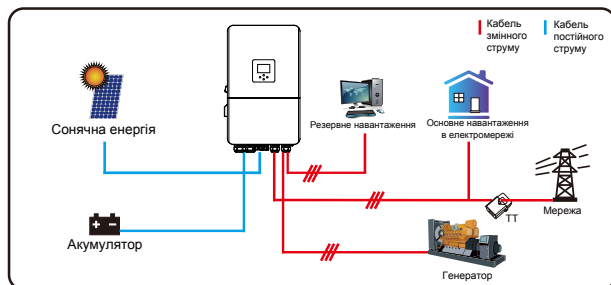 Кабель
змінного
струму
Кабель
постійного
струму
Сонячна енергія
Резервне навантаження
Основне навантаження
в електромережі
ТТ
Мережа
Акумулятор
Генератор